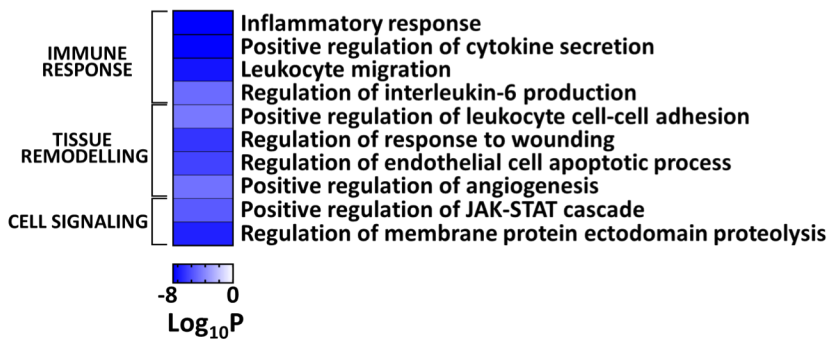 IMMUNE
RESPONSE
TISSUE
REMODELLING
CELL SIGNALING
Inflammatory response
Positive regulation of cytokine secretion
Leukocyte migration
Regulation of interleukin-6 production
Positive regulation of leukocyte cell-cell adhesion
Regulation of response to wounding
Regulation of endothelial cell apoptotic process
Positive regulation of angiogenesis
Positive regulation of JAK-STAT cascade
Regulation of membrane protein ectodomain proteolysis
-8 0
Log₁₀P